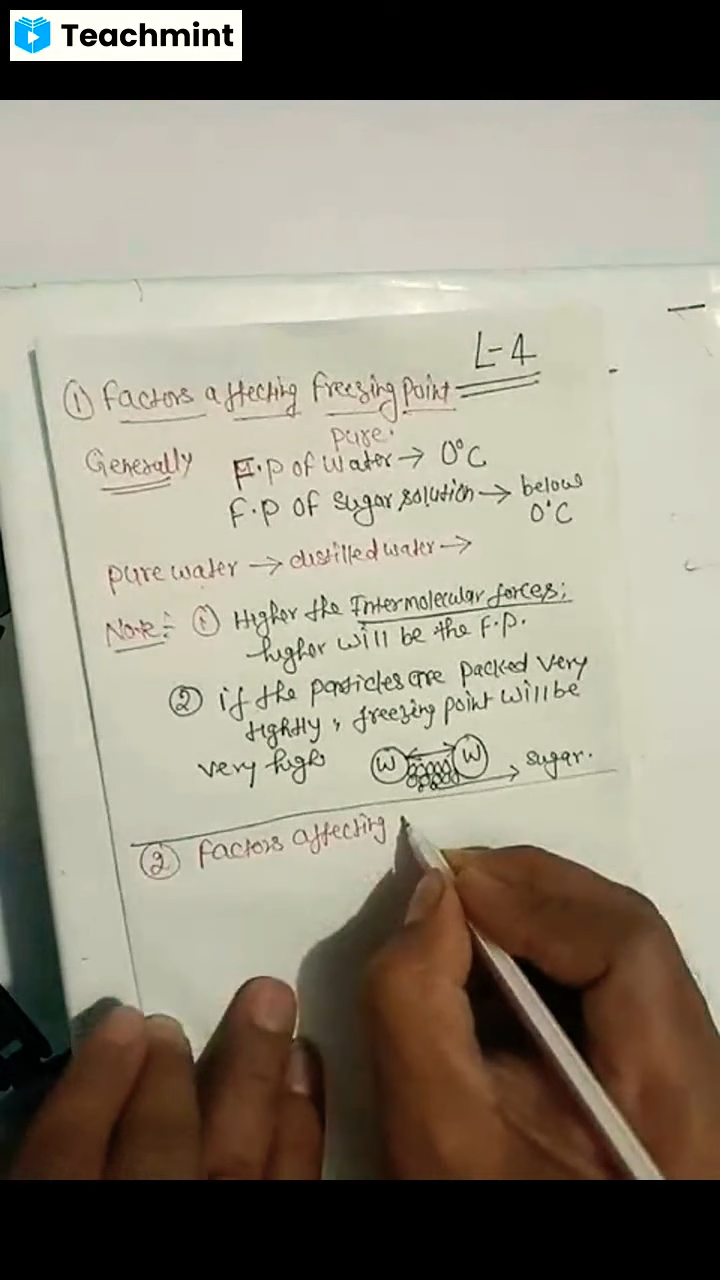 Teachmint
L-4
① Factors affecting Freezing Point
pure.
Generally F.P of Water → 0°C
F.P OF Sugar solution → below
0°C
pure water → distilled water →
Note:- ① Higher the Intermolecular forces;
higher will be the F.P.
② if the particles are packed very
tightly, freezing point will be
very high
W W → sugar.
② Factors affecting